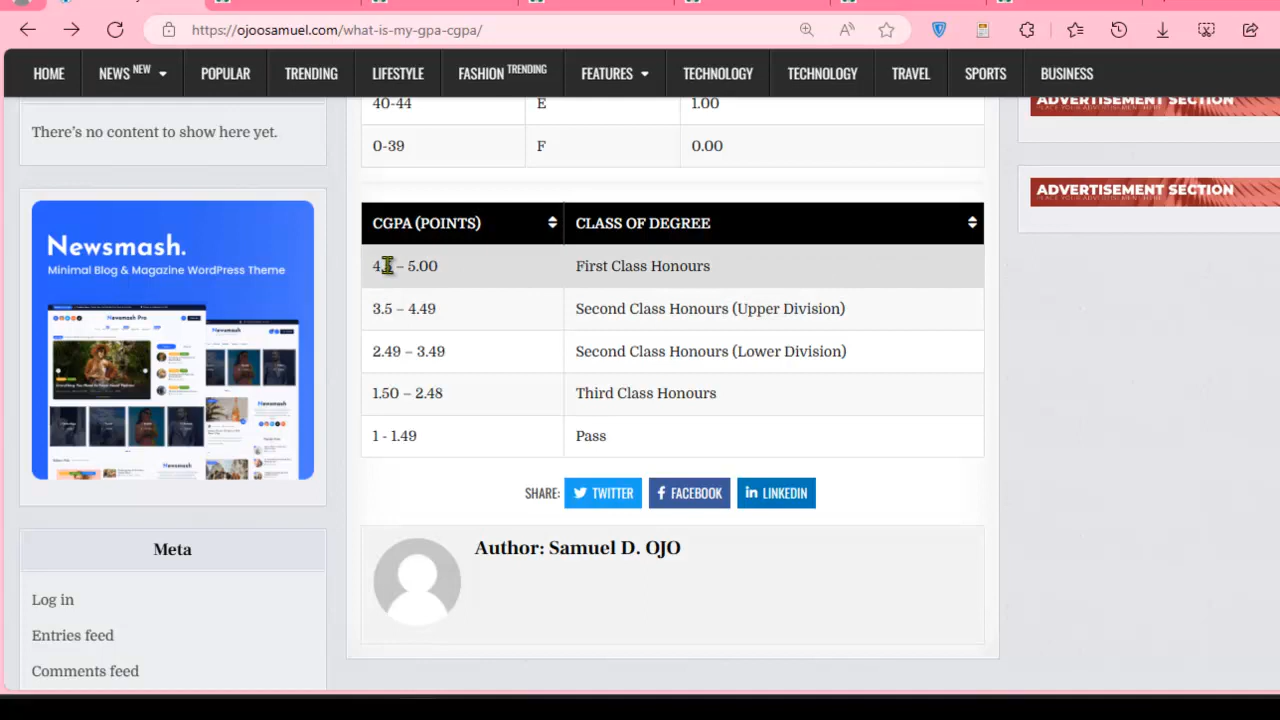 https://ojoosamuel.com/what-is-my-gpa-cgpa/
HOME NEWS NEW POPULAR TRENDING LIFESTYLE FASHION TRENDING FEATURES TECHNOLOGY TECHNOLOGY TRAVEL SPORTS BUSINESS
There's no content to show here yet.
Newsmash.
Minimal Blog & Magazine WordPress Theme
Meta
Log in
Entries feed
Comments feed
40-44 E 1.00
0-39 F 0.00
CGPA (POINTS) CLASS OF DEGREE
– 5.00 First Class Honours
3.5 – 4.49 Second Class Honours (Upper Division)
2.49 – 3.49 Second Class Honours (Lower Division)
1.50 – 2.48 Third Class Honours
1 - 1.49 Pass
SHARE: TWITTER FACEBOOK LINKEDIN
Author: Samuel D. OJO
ADVERTISEMENT SECTION
ADVERTISEMENT SECTION